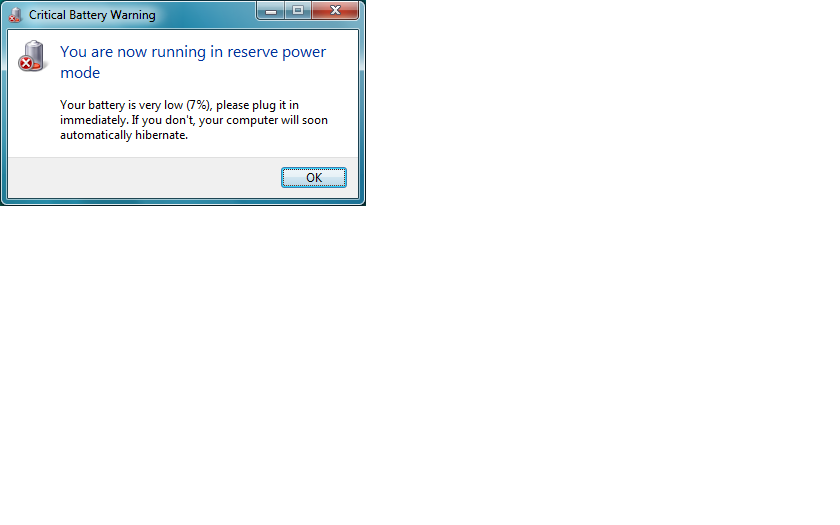 Critical Battery Warning
You are now running in reserve power
mode
Your battery is very low (7%), please plug it in
immediately. If you don't, your computer will soon
automatically hibernate.
OK